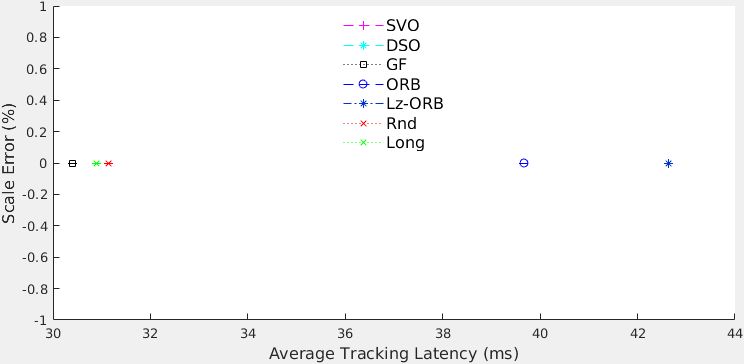 1
0.8
0.6
0.4
0.2
0
-0.2
-0.4
-0.6
-0.8
-1
Scale Error (%)
SVO
DSO
GF
ORB
Lz-ORB
Rnd
Long
30 32 34 36 38 40 42 44
Average Tracking Latency (ms)